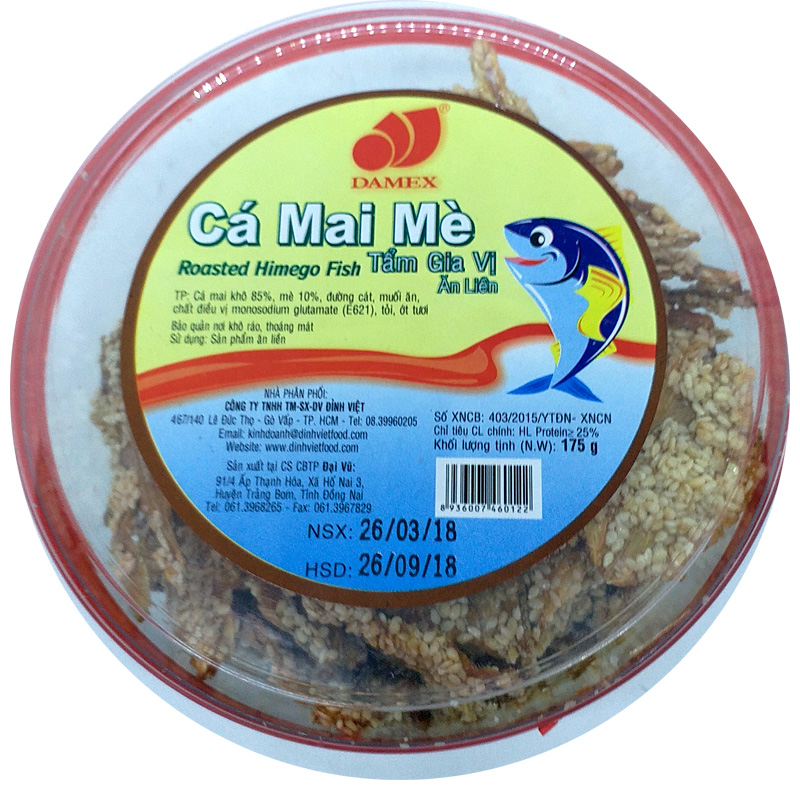 DAMEX
Cá Mai Mè
Roasted Himego Fish Tẩm Gia Vị
Ăn Liền
TP: Cá mai khô 85%, mè 10%, đường cát, muối ăn,
chất điều vị monosodium glutamate (E621), tỏi, ớt tươi
Bảo quản nơi khô ráo, thoáng mát
Sử dụng: Sản phẩm ăn liền
NHÀ PHÂN PHỐI:
CÔNG TY TNHH TM-SX-DV ĐỈNH VIỆT
467/140 Lê Đức Thọ - Gò Vấp - TP. HCM - Tel: 08.39960205
Email: kinhdoanh@dinhvietfood.com
Website: www.dinhvietfood.com
Sản xuất tại CS CBTP Đại Vũ:
91/4 Ấp Thanh Hóa, Xã Hố Nai 3,
Huyện Trảng Bom, Tỉnh Đồng Nai
Tel: 061.3968265 - Fax: 061.3967829
Số XNCB: 403/2015/YTĐN- XNCN
Chỉ tiêu CL chính: HL Protein≥ 25%
Khối lượng tịnh (N.W): 175 g
8 936007 460122
NSX: 26/03/18
HSD: 26/09/18